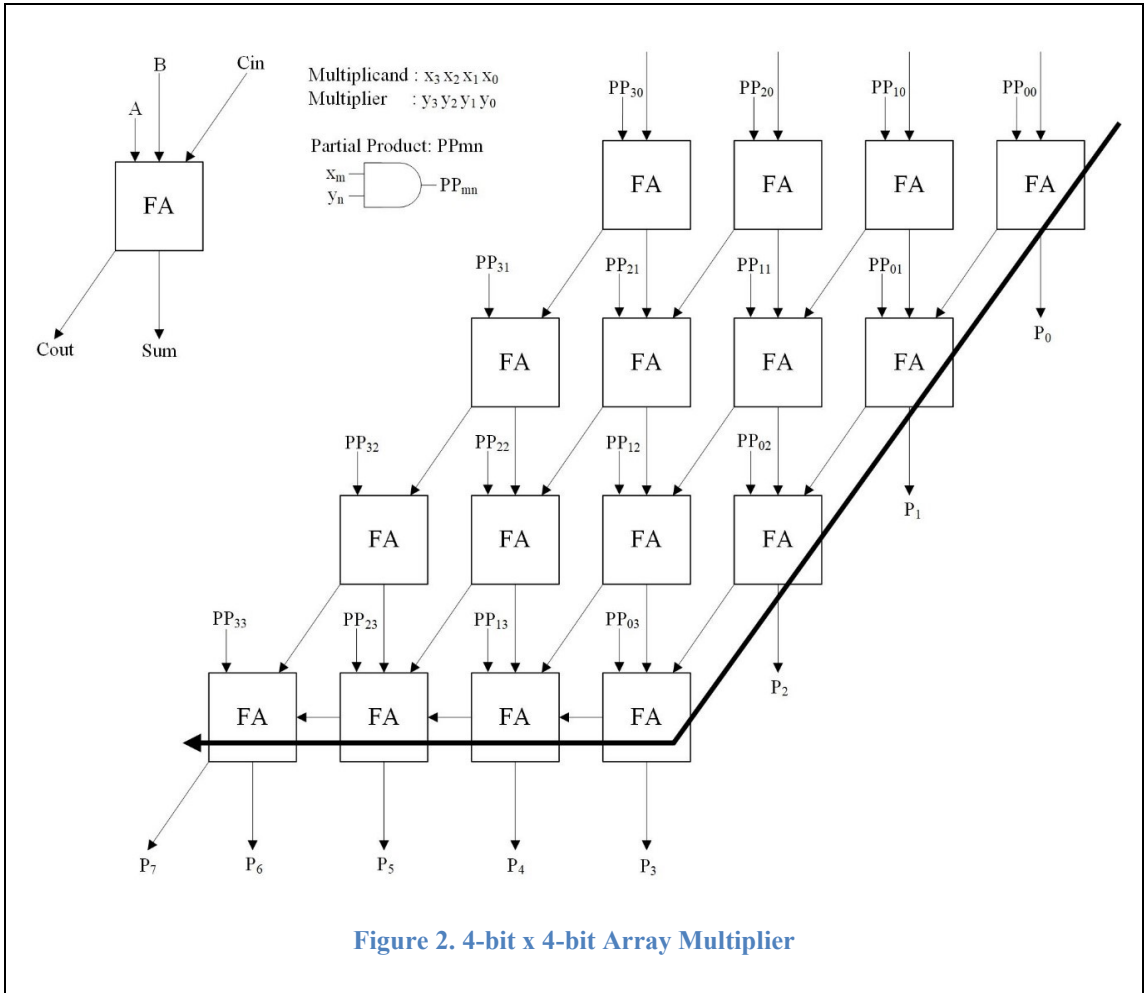 B
Cin
A
FA
Cout
Sum
Multiplicand : x₃ x₂ x₁ x₀
Multiplier : y₃ y₂ y₁ y₀
Partial Product: PPmn
xₘ
yₙ
PPₘₙ
PP₃₀
PP₂₀
PP₁₀
PP₀₀
FA
FA
FA
FA
PP₃₁
PP₂₁
PP₁₁
PP₀₁
P₀
FA
FA
FA
FA
PP₃₂
PP₂₂
PP₁₂
PP₀₂
P₁
FA
FA
FA
FA
PP₃₃
PP₂₃
PP₁₃
PP₀₃
P₂
FA
FA
FA
FA
P₇
P₆
P₅
P₄
P₃
Figure 2. 4-bit x 4-bit Array Multiplier